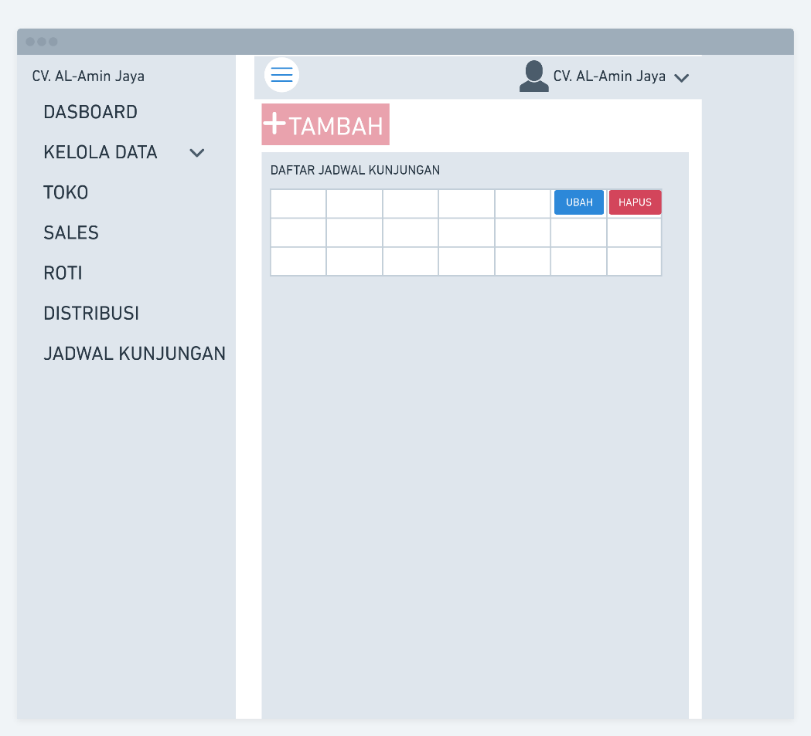 CV. AL-Amin Jaya
DASBOARD
KELOLA DATA
TOKO
SALES
ROTI
DISTRIBUSI
JADWAL KUNJUNGAN
CV. AL-Amin Jaya
+TAMBAH
DAFTAR JADWAL KUNJUNGAN
UBAH HAPUS